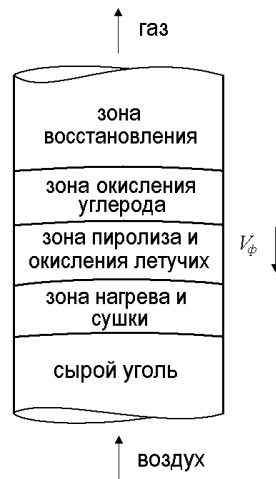 газ
зона
восстановления
зона окисления
углерода
зона пиролиза и
окисления летучих
V_ф
зона нагрева и
сушки
сырой уголь
воздух